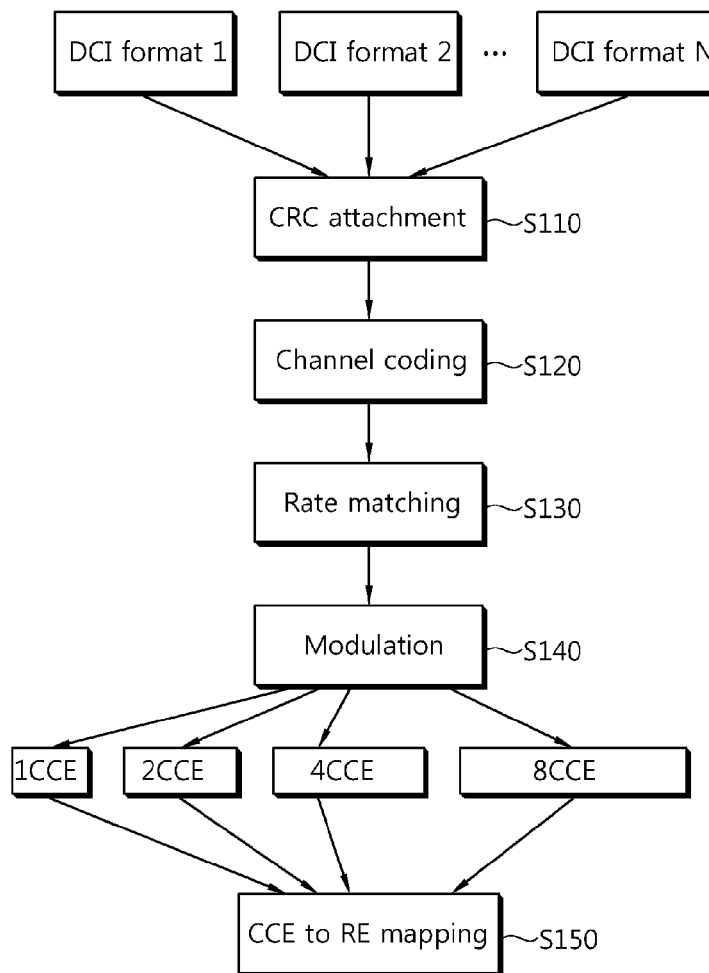 DCI format 1
DCI format 2
...
DCI format N
CRC attachment
S110
Channel coding
S120
Rate matching
S130
Modulation
S140
1CCE
2CCE
4CCE
8CCE
CCE to RE mapping
S150